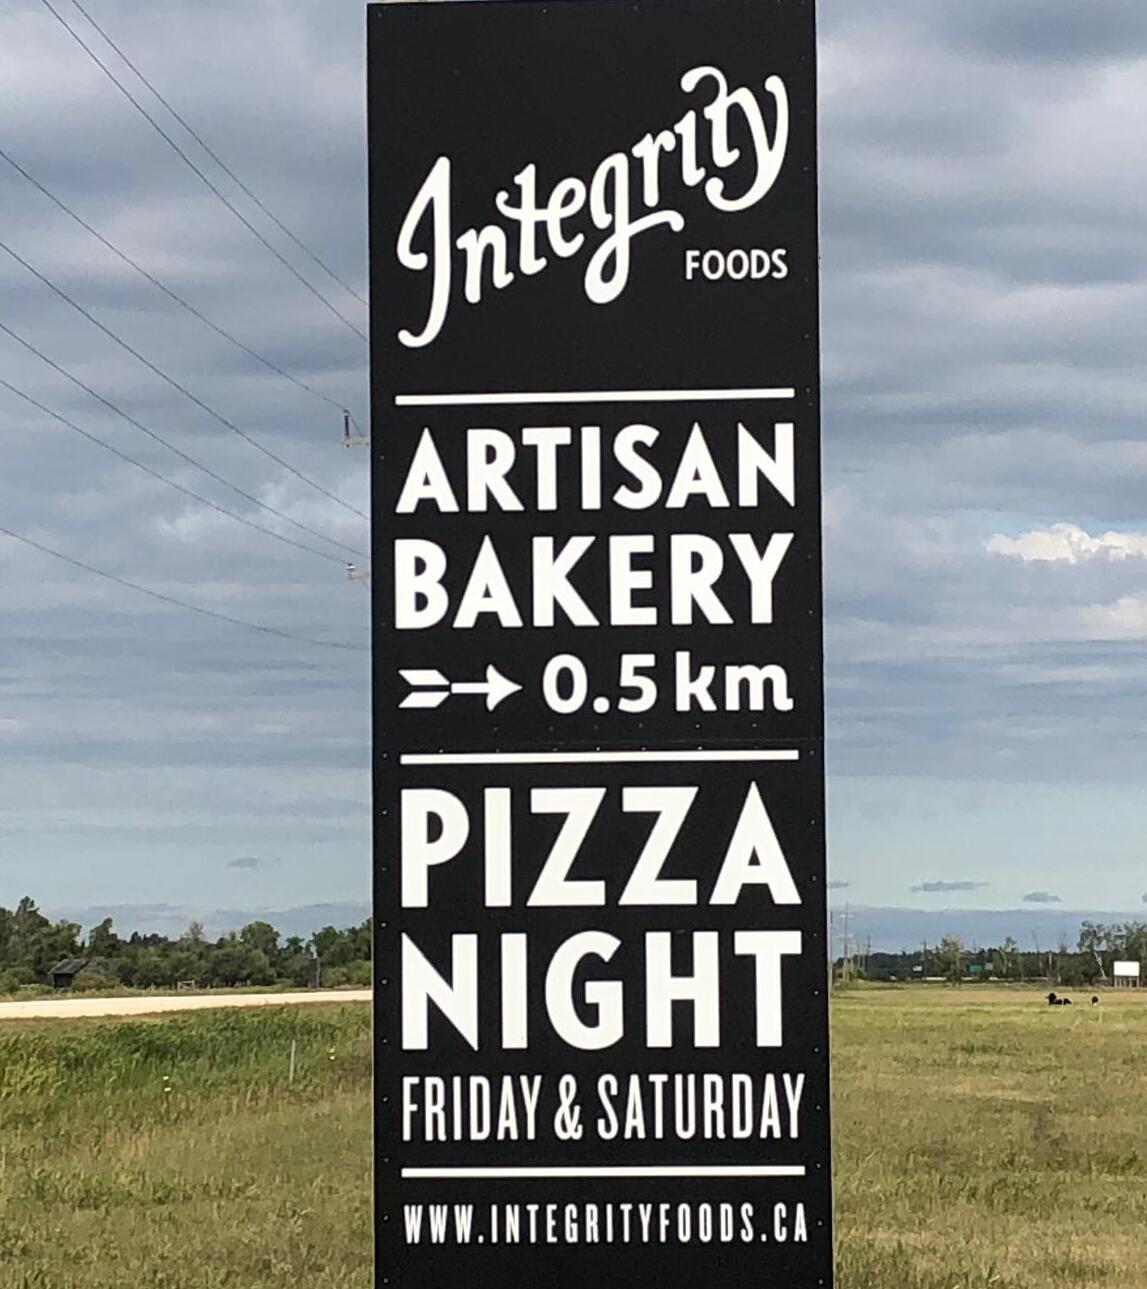 Integrity
FOODS
ARTISAN
BAKERY
0.5 km
PIZZA
NIGHT
FRIDAY & SATURDAY
WWW.INTEGRITYFOODS.CA